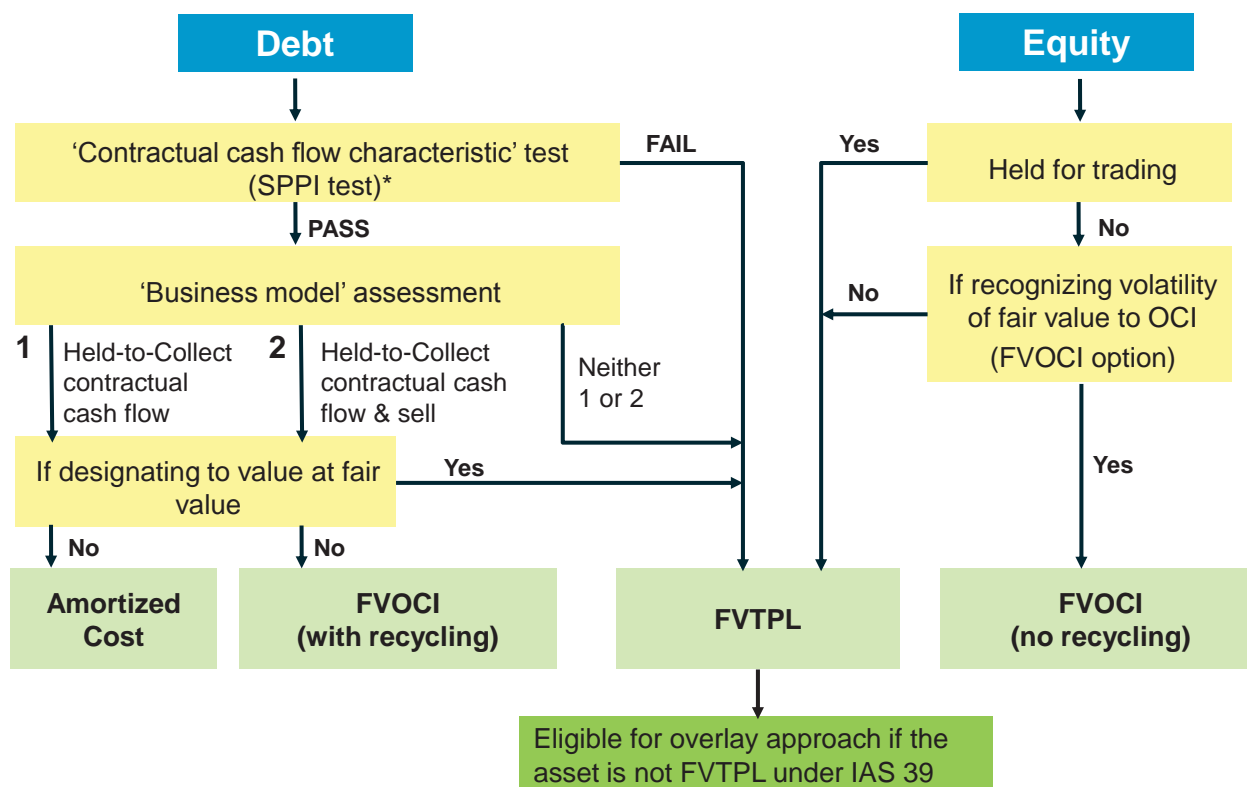 Debt
Equity
‘Contractual cash flow characteristic’ test
(SPPI test)*
FAIL
Yes
Held for trading
PASS
No
‘Business model’ assessment
No
If recognizing volatility
of fair value to OCI
(FVOCI option)
1
Held-to-Collect
contractual
cash flow
2
Held-to-Collect
contractual cash
flow & sell
Neither
1 or 2
If designating to value at fair
value
Yes
Yes
No
No
Amortized
Cost
FVOCI
(with recycling)
FVTPL
FVOCI
(no recycling)
Eligible for overlay approach if the
asset is not FVTPL under IAS 39